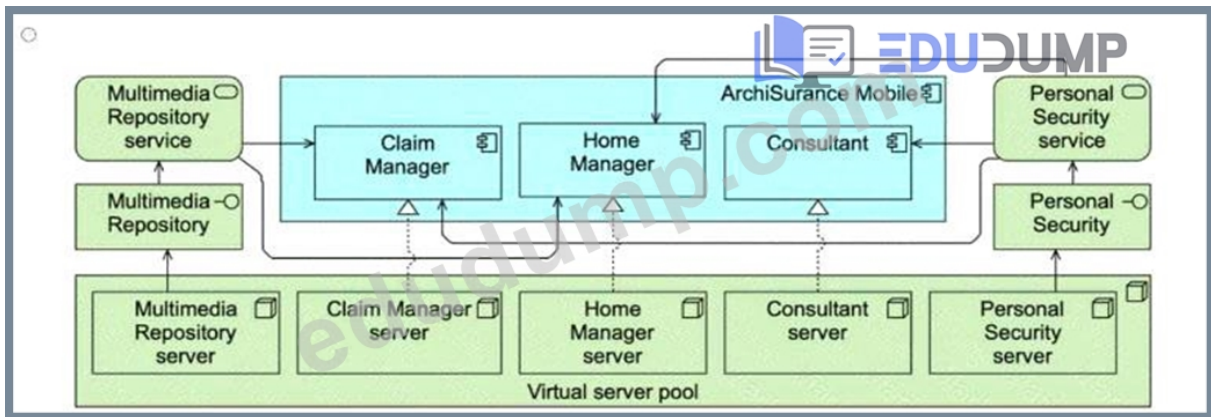 EDUDUMP
edudump.com
ArchiSurance Mobile
Multimedia
Repository
service
Claim
Manager
Home
Manager
Consultant
Personal
Security
service
Multimedia
Repository
Personal
Security
Multimedia
Repository
server
Claim Manager
server
Home
Manager
server
Consultant
server
Personal
Security
server
Virtual server pool